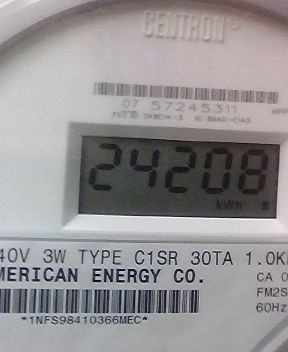 CENTRON®
07 57245311
24208
kWh
40V 3W TYPE C1SR 30TA 1.0K
MERICAN ENERGY CO.
CA 0
FM2S
60Hz
*1NFS98410366MEC*